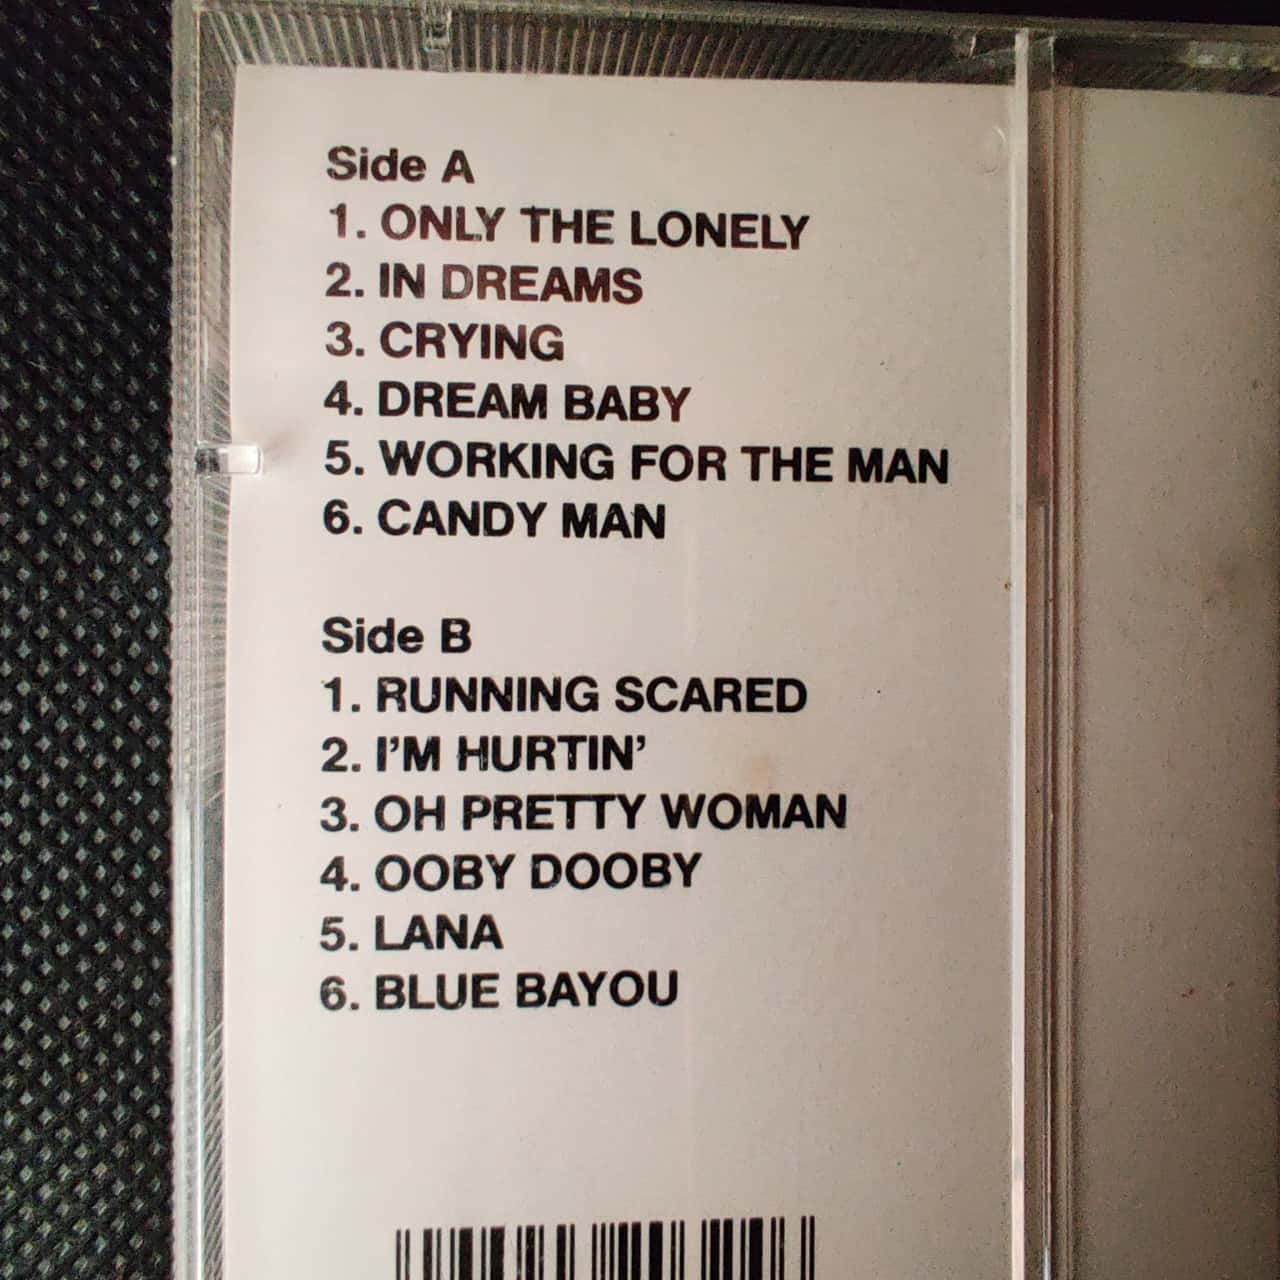 Side A
1. ONLY THE LONELY
2. IN DREAMS
3. CRYING
4. DREAM BABY
5. WORKING FOR THE MAN
6. CANDY MAN
Side B
1. RUNNING SCARED
2. I'M HURTIN'
3. OH PRETTY WOMAN
4. OOBY DOOBY
5. LANA
6. BLUE BAYOU